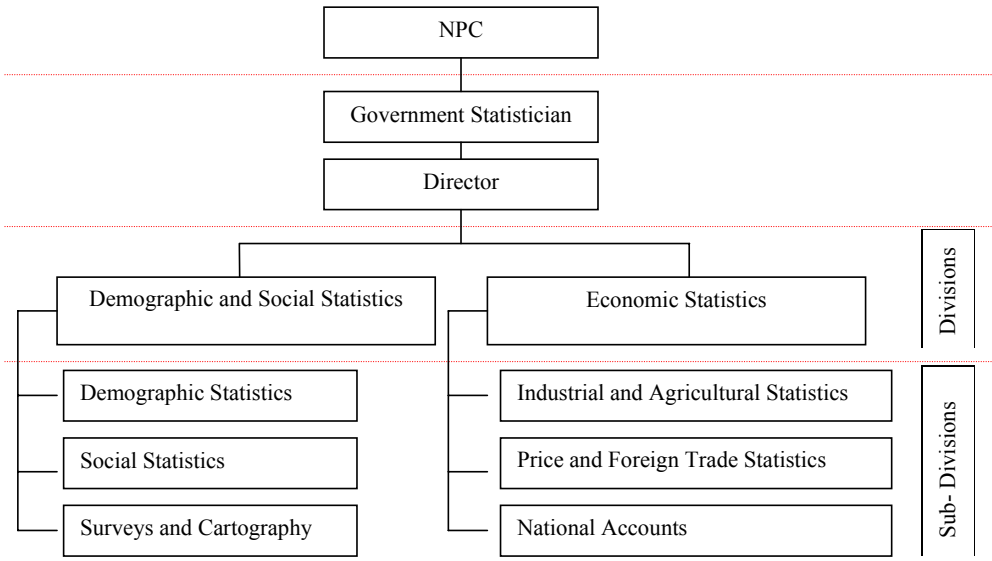 NPC
Government Statistician
Director
Divisions
Demographic and Social Statistics
Economic Statistics
Sub- Divisions
Demographic Statistics
Industrial and Agricultural Statistics
Social Statistics
Price and Foreign Trade Statistics
Surveys and Cartography
National Accounts